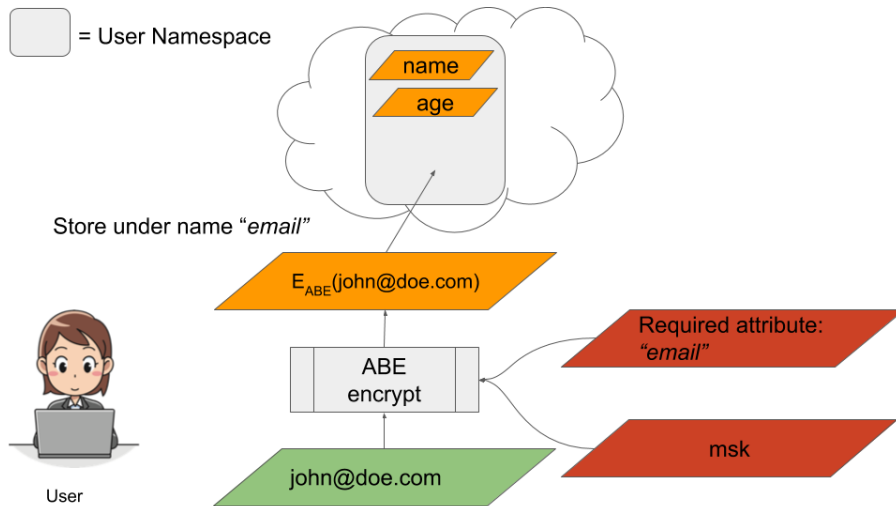 = User Namespace
name
age
Store under name “email”
E_ABE(john@doe.com)
Required attribute:
“email”
ABE
encrypt
msk
john@doe.com
User